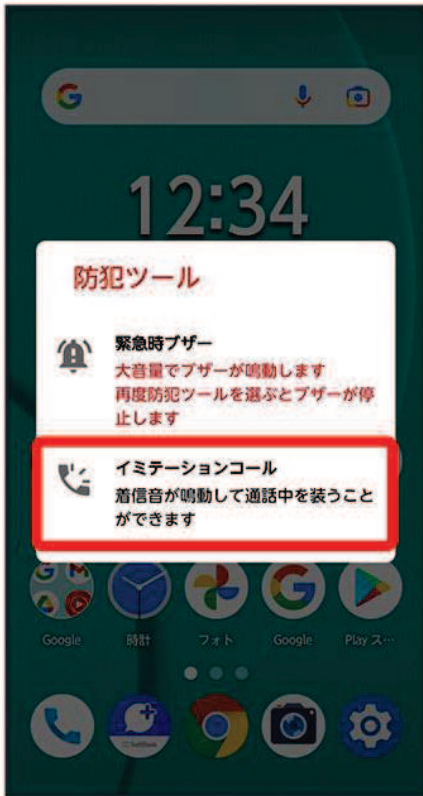 12:34
防犯ツール
緊急時ブザー
大音量でブザーが鳴動します
再度防犯ツールを選ぶとブザーが停
止します
イミテーションコール
着信音が鳴動して通話中を装うこと
ができます
Google 時計 フォト Google Play ス…
SoftBank